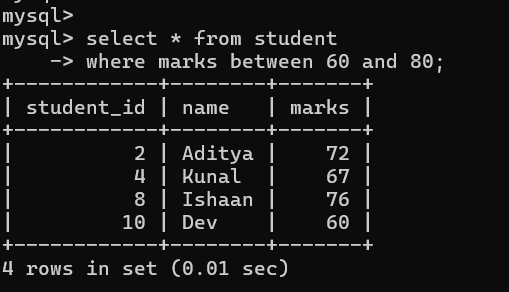 mysql>
mysql> select * from student
    -> where marks between 60 and 80;
+------------+--------+-------+
| student_id | name   | marks |
+------------+--------+-------+
|          2 | Aditya |    72 |
|          4 | Kunal  |    67 |
|          8 | Ishaan |    76 |
|         10 | Dev    |    60 |
+------------+--------+-------+
4 rows in set (0.01 sec)